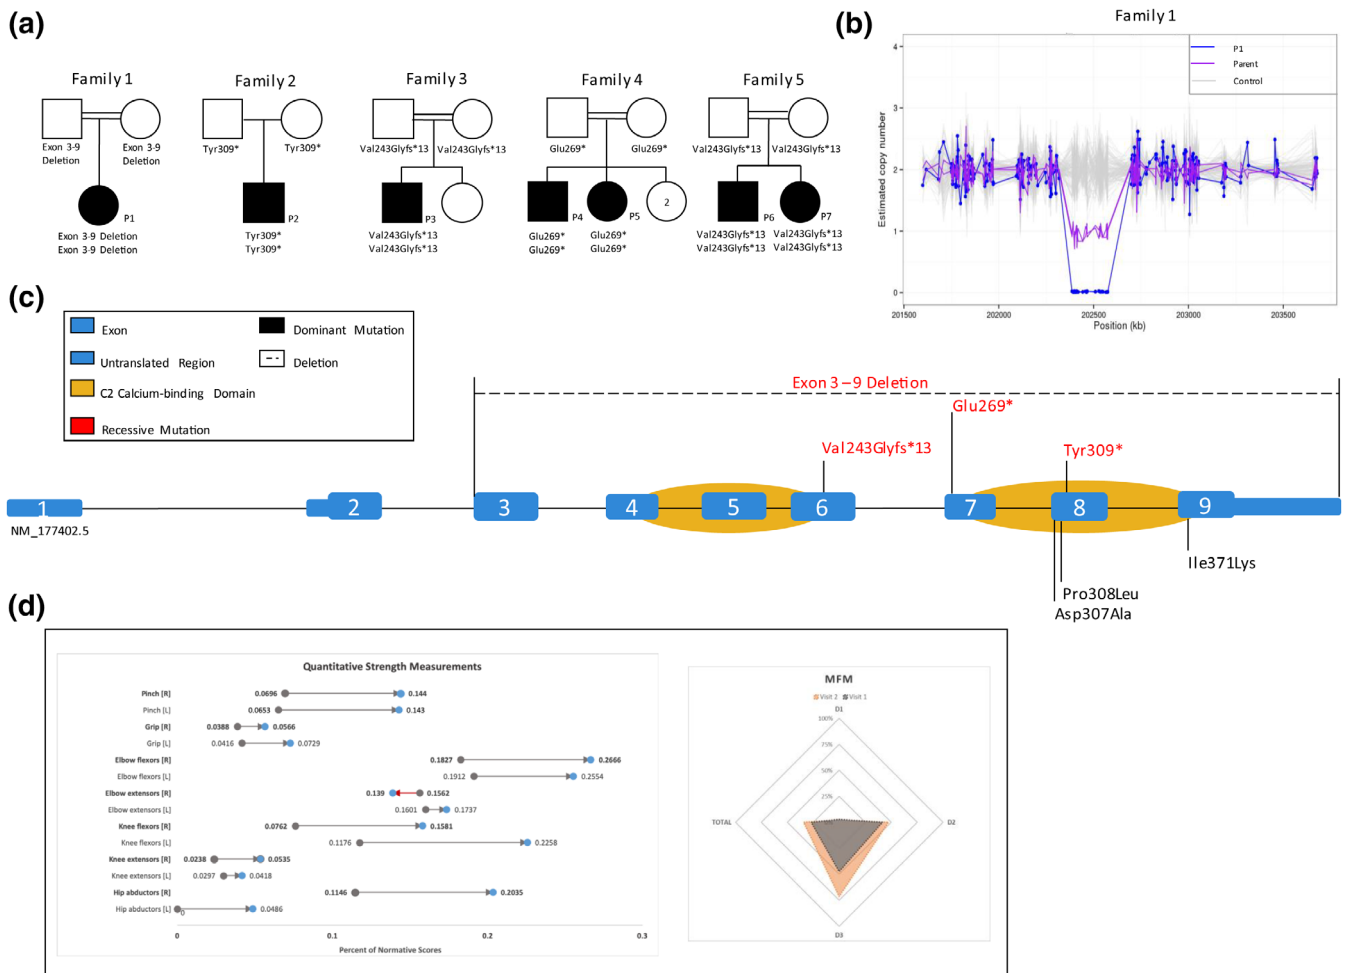 (a)
Family 1
Family 2
Family 3
Family 4
Family 5
Exon 3-9
Deletion
Exon 3-9
Deletion
Tyr309*
Tyr309*
Val243Glyfs*13
Val243Glyfs*13
Glu269*
Glu269*
Val243Glyfs*13
Val243Glyfs*13
P1
P2
P3
P4
P5
2
P6
P7
Exon 3-9 Deletion
Exon 3-9 Deletion
Tyr309*
Tyr309*
Val243Glyfs*13
Val243Glyfs*13
Glu269*
Glu269*
Glu269*
Glu269*
Val243Glyfs*13
Val243Glyfs*13
Val243Glyfs*13
Val243Glyfs*13
(b)
Family 1
P1
Parent
Control
Estimated copy number
4
3
2
1
0
201500
202000
202500
203000
203500
Position (kb)
(c)
Exon
Untranslated Region
C2 Calcium-binding Domain
Recessive Mutation
Dominant Mutation
Deletion
Exon 3–9 Deletion
Glu269*
Val243Glyfs*13
Tyr309*
1
2
3
4
5
6
7
8
9
NM_177402.5
Ile371Lys
Pro308Leu
Asp307Ala
(d)
Quantitative Strength Measurements
Pinch [R] 0.0696 0.144
Pinch [L] 0.0653 0.143
Grip [R] 0.0388 0.0566
Grip [L] 0.0416 0.0729
Elbow flexors [R] 0.1827 0.2666
Elbow flexors [L] 0.1912 0.2554
Elbow extensors [R] 0.139 0.1562
Elbow extensors [L] 0.1601 0.1737
Knee flexors [R] 0.0762 0.1581
Knee flexors [L] 0.1176 0.2258
Knee extensors [R] 0.0238 0.0535
Knee extensors [L] 0.0297 0.0418
Hip abductors [R] 0.1146 0.2035
Hip abductors [L] 0 0.0486
0 0.1 0.2 0.3
Percent of Normative Scores
MFM
Visit 2 Visit 1
D1
100%
75%
50%
25%
TOTAL
D2
D3